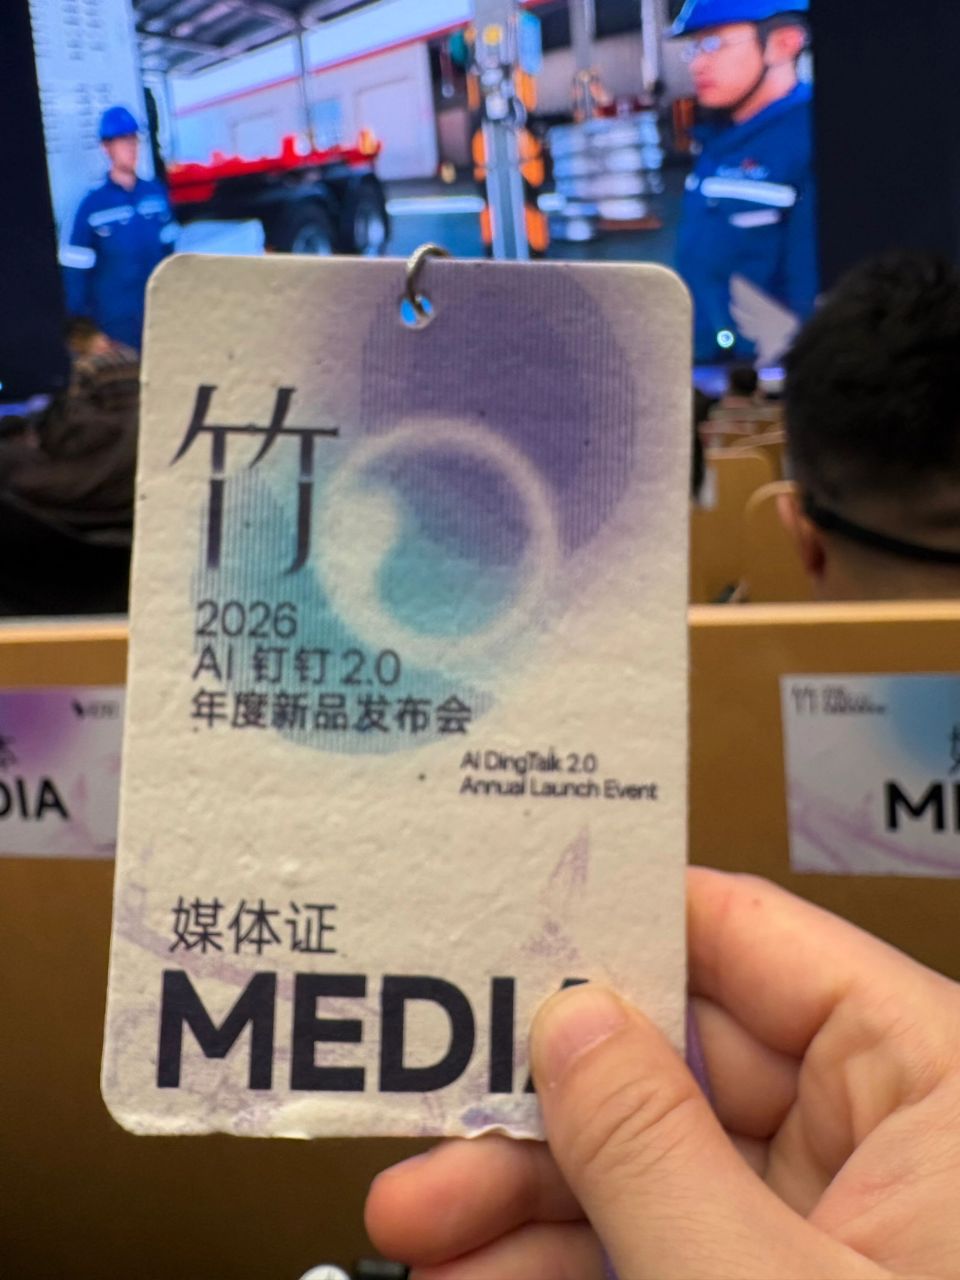 竹
2026
AI 钉钉 2.0
年度新品发布会
AI DingTalk 2.0
Annual Launch Event
媒体证
MEDIA